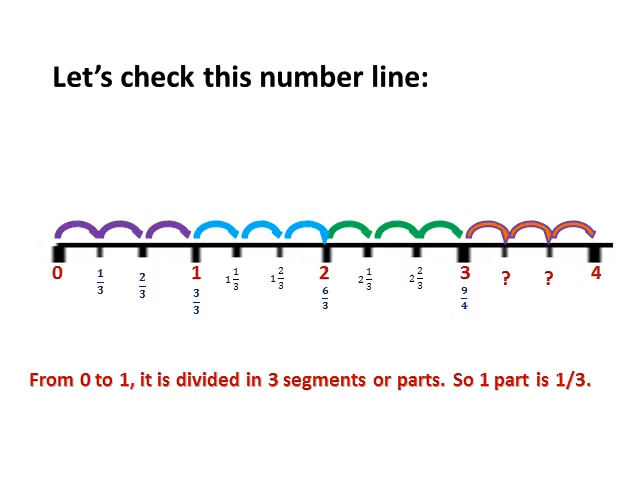 Let's check this number line:
0 1/3 2/3 1 1 1/3 1 2/3 2 2 1/3 2 2/3 3 ? ? 4
3/3 6/3 9/4
From 0 to 1, it is divided in 3 segments or parts. So 1 part is 1/3.